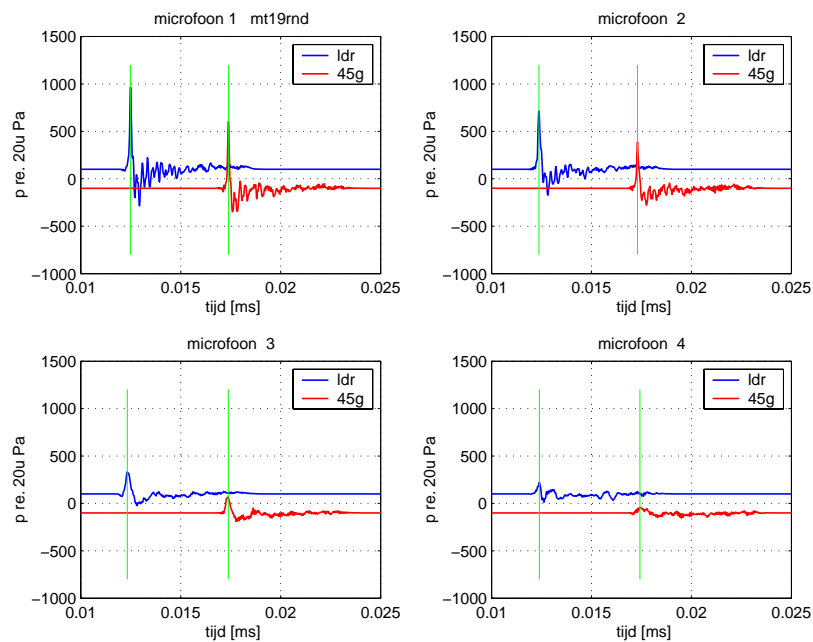 microfoon 1 mt19rnd
1500
1000
500
0
−500
−1000
p re. 20u Pa
0.01 0.015 0.02 0.025
tijd [ms]
ldr
45g
microfoon 2
1500
1000
500
0
−500
−1000
p re. 20u Pa
0.01 0.015 0.02 0.025
tijd [ms]
ldr
45g
microfoon 3
1500
1000
500
0
−500
−1000
p re. 20u Pa
0.01 0.015 0.02 0.025
tijd [ms]
ldr
45g
microfoon 4
1500
1000
500
0
−500
−1000
p re. 20u Pa
0.01 0.015 0.02 0.025
tijd [ms]
ldr
45g